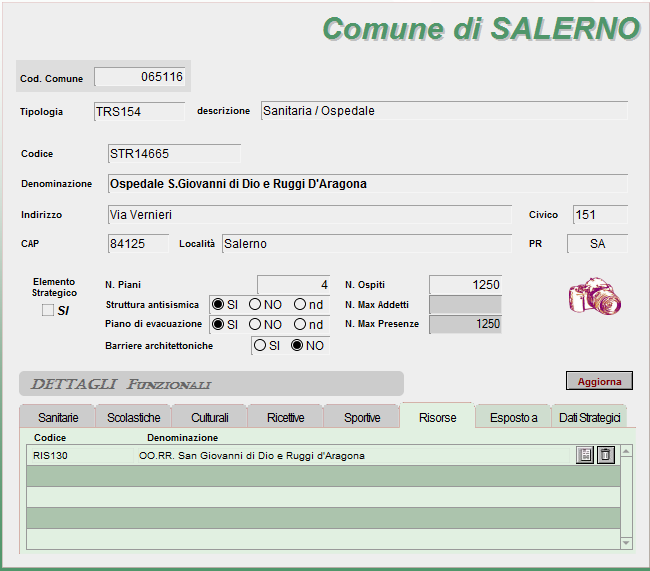 Comune di SALERNO
Cod. Comune 065116
Tipologia TRS154 descrizione Sanitaria / Ospedale
Codice STR14665
Denominazione Ospedale S.Giovanni di Dio e Ruggi D'Aragona
Indirizzo Via Vernieri Civico 151
CAP 84125 Località Salerno PR SA
Elemento Strategico SI
N. Piani 4 N. Ospiti 1250
Struttura antisismica SI NO nd N. Max Addetti
Piano di evacuazione SI NO nd N. Max Presenze 1250
Barriere architettoniche SI NO
DETTAGLI FUNZIONALI Aggiorna
Sanitarie Scolastiche Culturali Ricettive Sportive Risorse Esposto a Dati Strategici
Codice Denominazione
RIS130 OO.RR. San Giovanni di Dio e Ruggi d'Aragona